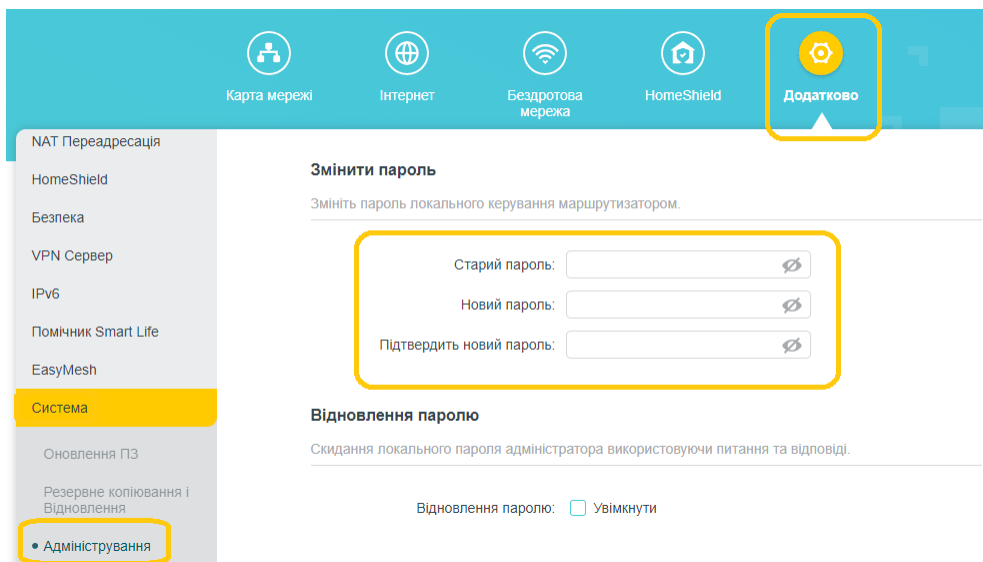 Карта мережі
Інтернет
Бездротова
мережа
HomeShield
Додатково
NAT Переадресація
HomeShield
Безпека
VPN Сервер
IPv6
Помічник Smart Life
EasyMesh
Система
Оновлення ПЗ
Резервне копіювання і
Відновлення
Адміністрування
Змінити пароль
Змініть пароль локального керування маршрутизатором.
Старий пароль:
Новий пароль:
Підтвердить новий пароль:
Відновлення паролю
Скидання локального пароля адміністратора використовуючи питання та відповіді.
Відновлення паролю: Увімкнути